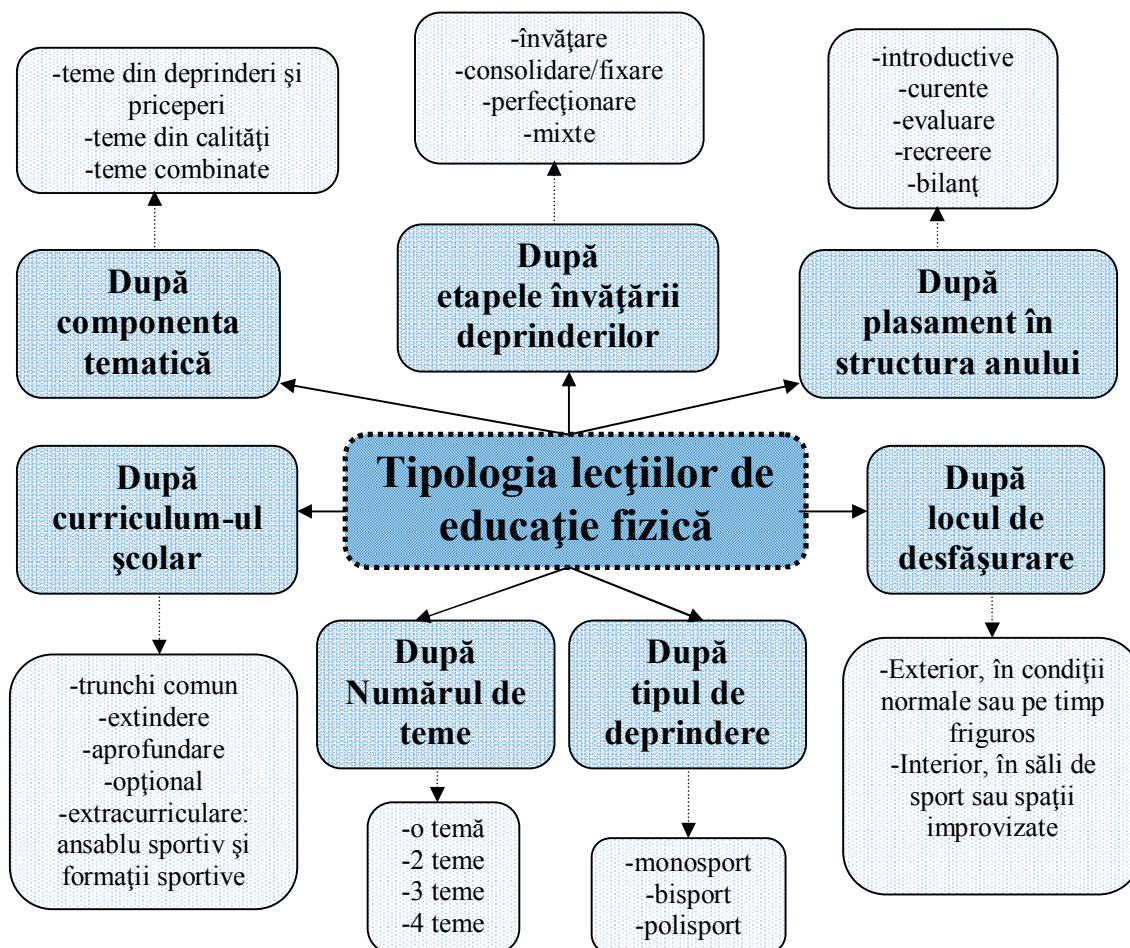 -teme din deprinderi şi
priceperi
-teme din calităţi
-teme combinate
-învăţare
-consolidare/fixare
-perfecţionare
-mixte
-introductive
-curente
-evaluare
-recreere
-bilanţ
După
componenta
tematică
După
etapele învăţării
deprinderilor
După
plasament în
structura anului
După
curriculum-ul
şcolar
Tipologia lecţiilor de
educaţie fizică
După
locul de
desfăşurare
-trunchi comun
-extindere
-aprofundare
-opţional
-extracurriculare:
ansablu sportiv şi
formaţii sportive
După
Numărul de
teme
După
tipul de
deprindere
-Exterior, în condiţii
normale sau pe timp
friguros
-Interior, în săli de
sport sau spaţii
improvizate
-o temă
-2 teme
-3 teme
-4 teme
-monosport
-bisport
-polisport